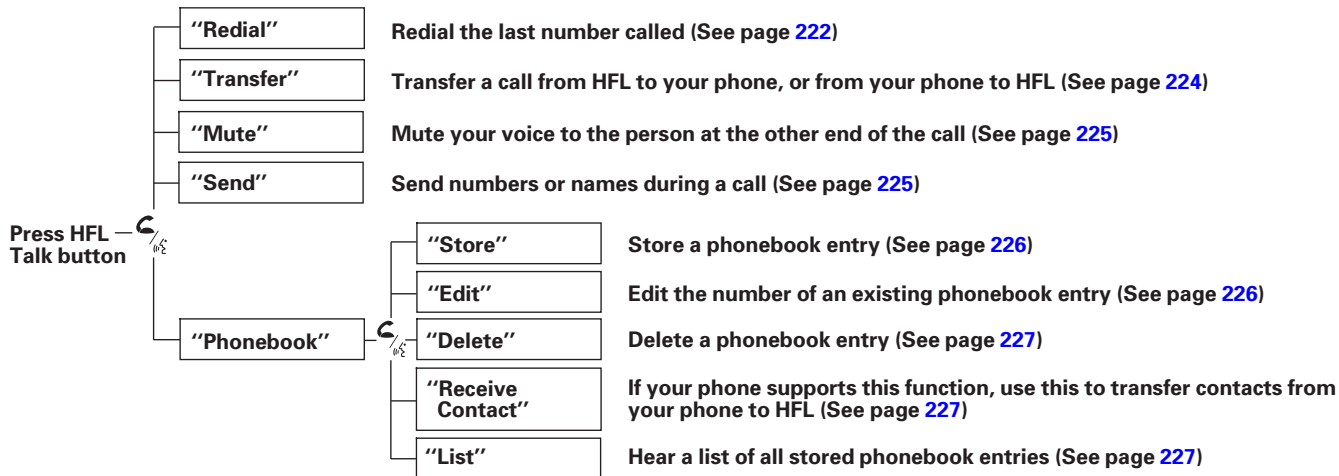 "Redial" Redial the last number called (See page 222)
"Transfer" Transfer a call from HFL to your phone, or from your phone to HFL (See page 224)
"Mute" Mute your voice to the person at the other end of the call (See page 225)
"Send" Send numbers or names during a call (See page 225)
Press HFL
Talk button
"Phonebook"
"Store" Store a phonebook entry (See page 226)
"Edit" Edit the number of an existing phonebook entry (See page 226)
"Delete" Delete a phonebook entry (See page 227)
"Receive
Contact"
If your phone supports this function, use this to transfer contacts from
your phone to HFL (See page 227)
"List" Hear a list of all stored phonebook entries (See page 227)